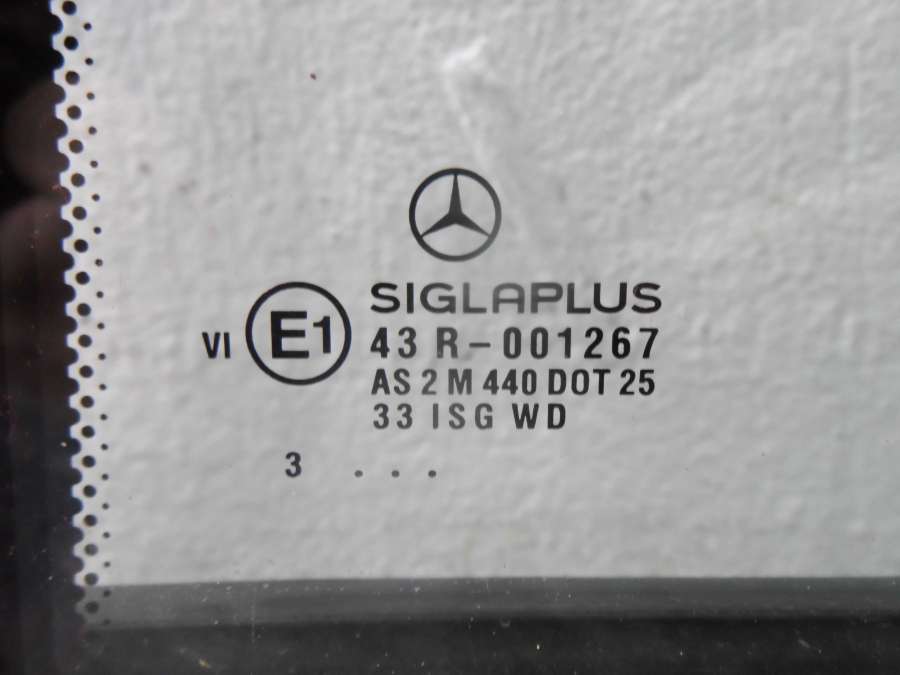 SIGLAPLUS
VI E1 43 R-001267
AS 2 M 440 DOT 25
33 ISG WD
3 . . .